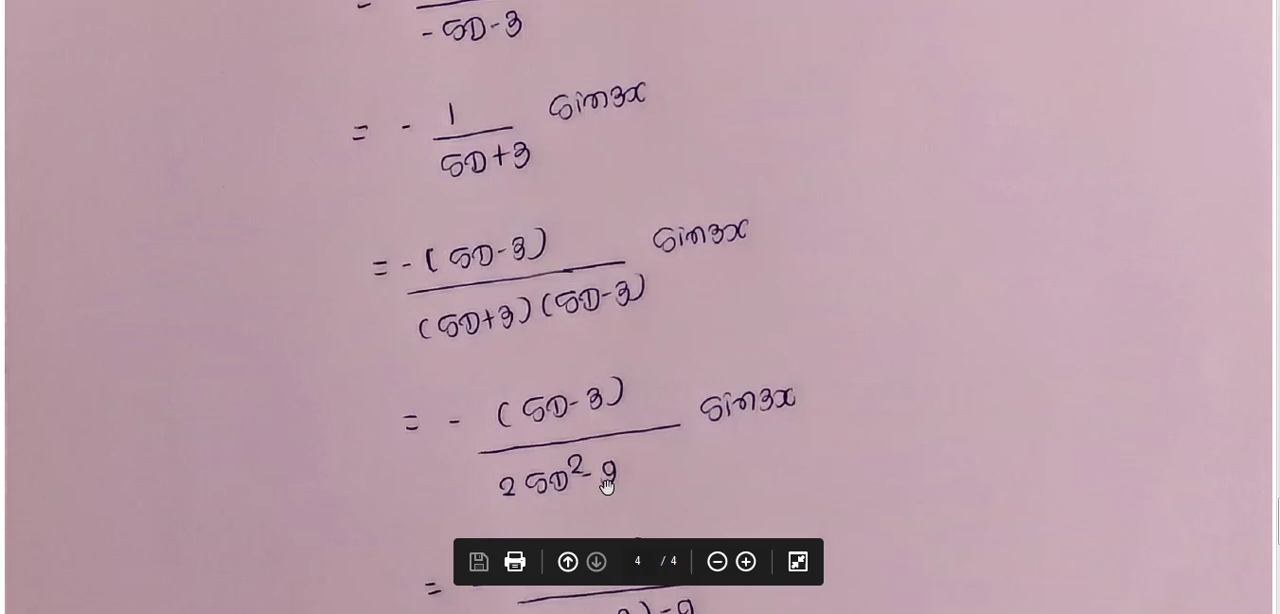 -
-5D-3
= - 1/(5D+3) sin3x
= -(5D-3)/((5D+3)(5D-3)) sin3x
= - (5D-3)/(25D²-9) sin3x
4 / 4
=
)-9